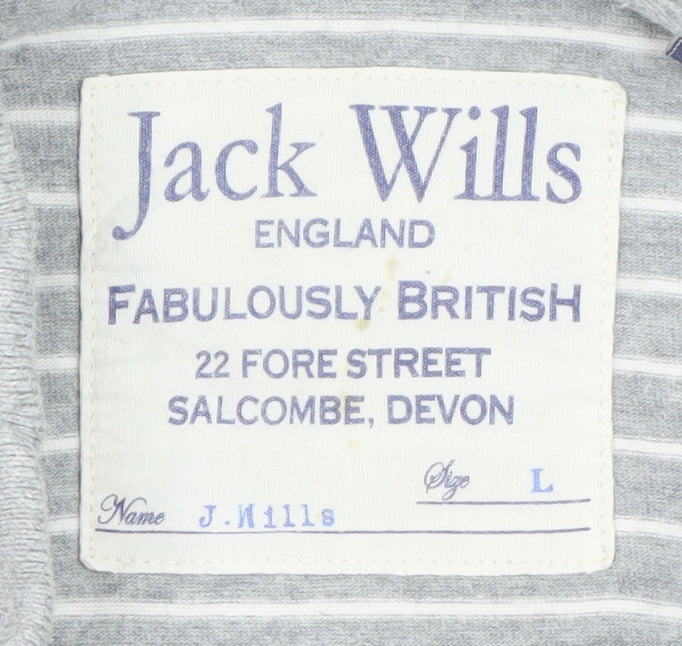 Jack Wills
ENGLAND
FABULOUSLY BRITISH
22 FORE STREET
SALCOMBE, DEVON
Size L
Name J.Wills